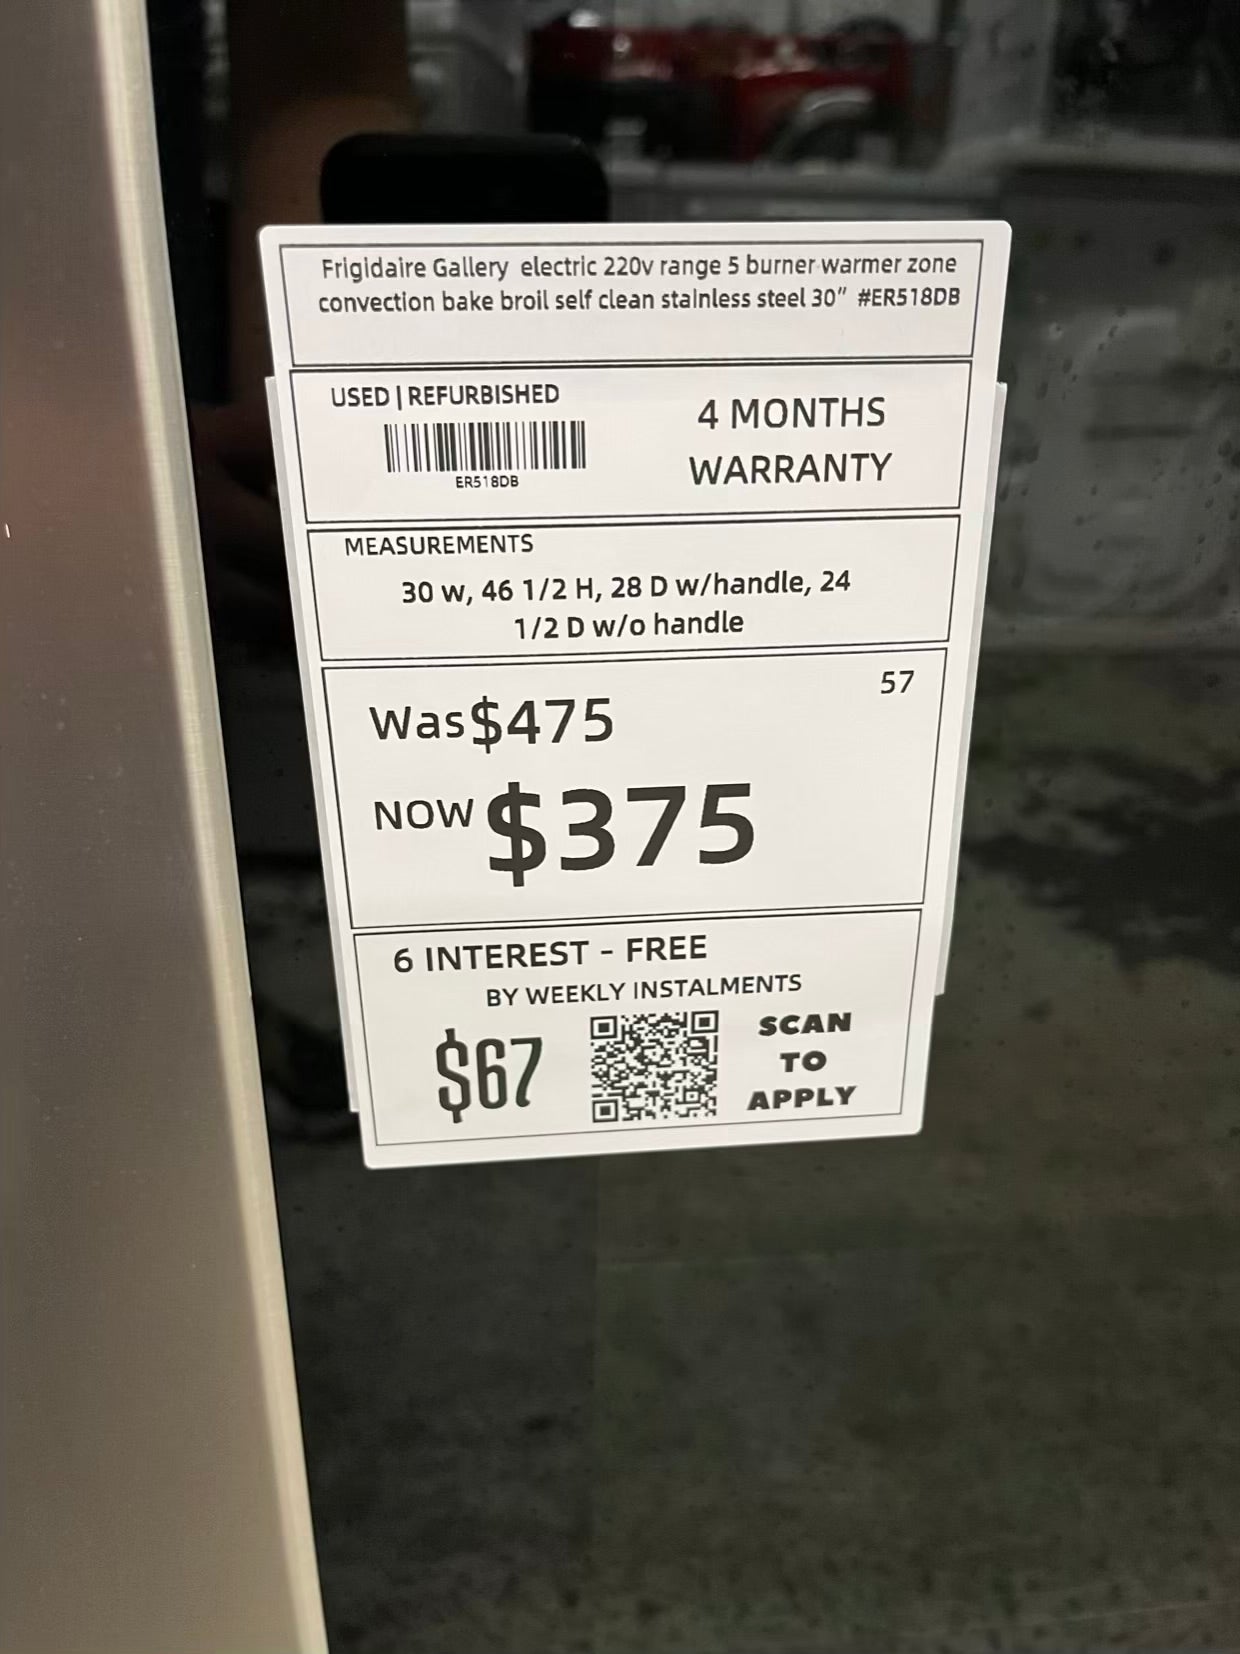 Frigidaire Gallery electric 220v range 5 burner warmer zone
convection bake broil self clean stainless steel 30” #ER518DB
USED | REFURBISHED
ER518DB
4 MONTHS
WARRANTY
MEASUREMENTS
30 w, 46 1/2 H, 28 D w/handle, 24
1/2 D w/o handle
57
Was $475
NOW $375
6 INTEREST - FREE
BY WEEKLY INSTALMENTS
$67
SCAN
TO
APPLY